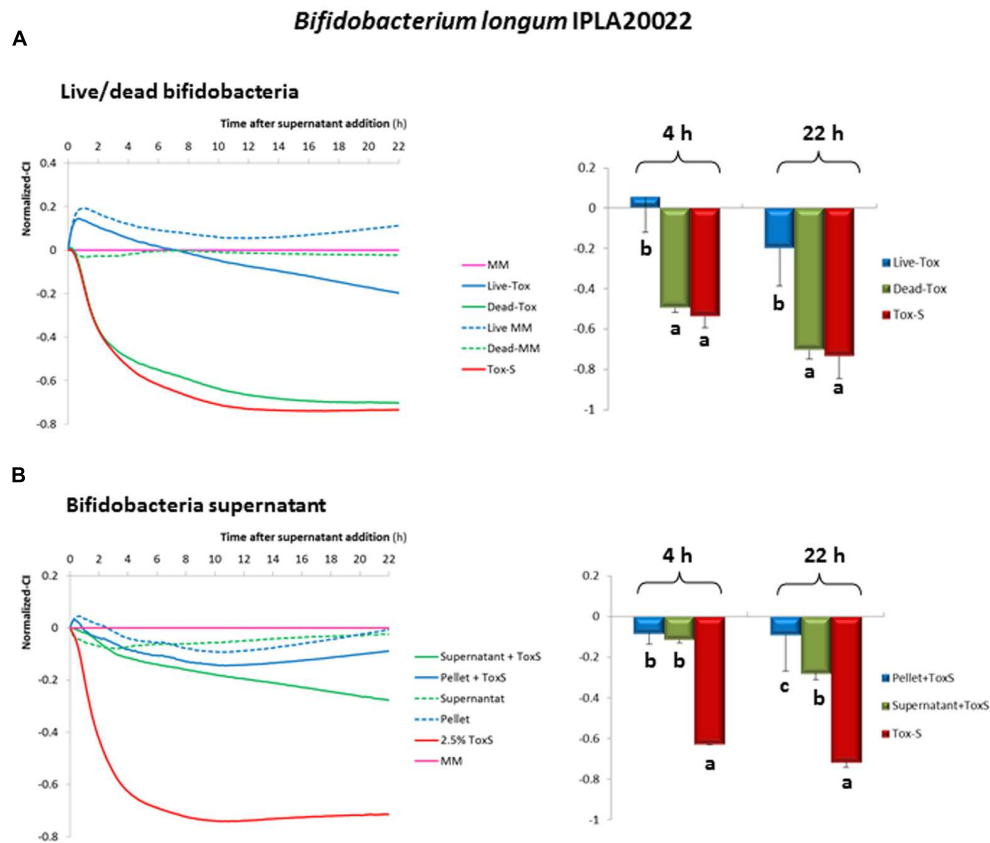 Bifidobacterium longum IPLA20022
A
Live/dead bifidobacteria
Time after supernatant addition (h)
0 2 4 6 8 10 12 14 16 18 20 22
Normalized-CI
0.4
0.2
0
-0.2
-0.4
-0.6
-0.8
MM
Live-Tox
Dead-Tox
Live MM
Dead-MM
Tox-S
4 h
22 h
0.2
0
-0.2
-0.4
-0.6
-0.8
-1
b
a
a
b
a
a
Live-Tox
Dead-Tox
Tox-S
B
Bifidobacteria supernatant
Time after supernatant addition (h)
0 2 4 6 8 10 12 14 16 18 20 22
Normalized-CI
0.2
0
-0.2
-0.4
-0.6
-0.8
Supernatant + ToxS
Pellet + ToxS
Supernatant
Pellet
2.5% ToxS
MM
4 h
22 h
0.2
0
-0.2
-0.4
-0.6
-0.8
-1
b
b
a
c
b
a
Pellet+ToxS
Supernatant+ToxS
Tox-S